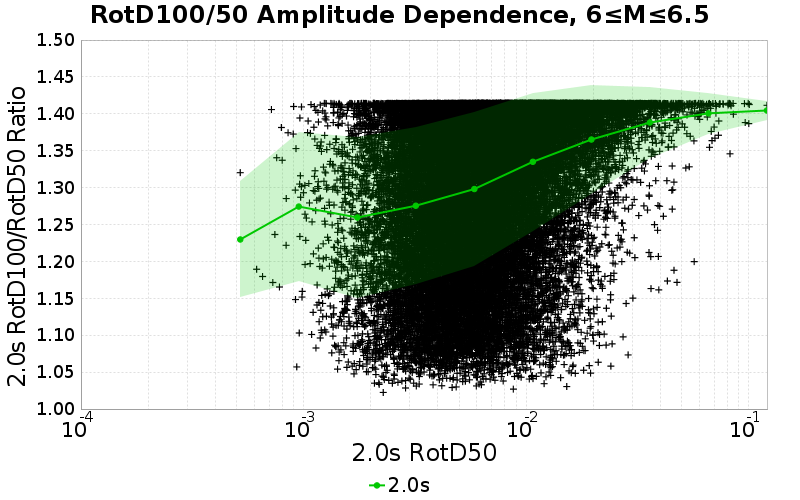 RotD100/50 Amplitude Dependence, 6≤M≤6.5
2.0s RotD100/RotD50 Ratio
1.50
1.45
1.40
1.35
1.30
1.25
1.20
1.15
1.10
1.05
1.00
10^-4 10^-3 10^-2 10^-1
2.0s RotD50
2.0s